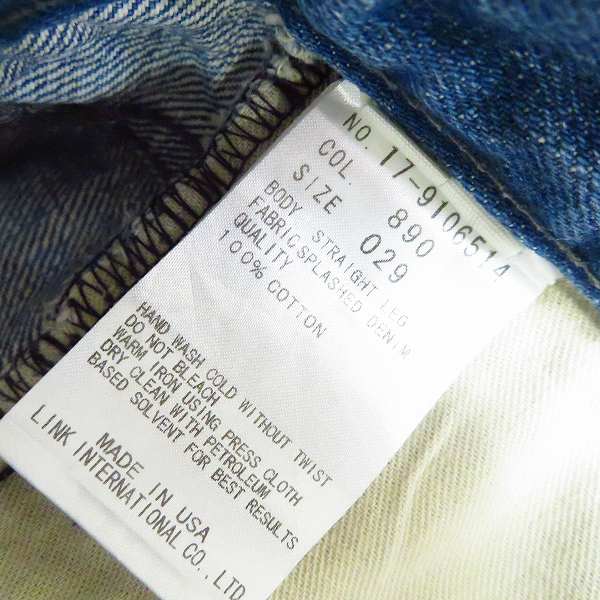 NO. 17-9106514
COL. 890
SIZE 029
BODY STRAIGHT LEG
FABRIC SPLASHED DENIM
QUALITY
100% COTTON
HAND WASH COLD WITHOUT TWIST
DO NOT BLEACH
WARM IRON USING PRESS CLOTH
DRY CLEAN WITH PETROLEUM
BASED SOLVENT FOR BEST RESULTS
MADE IN USA
LINK INTERNATIONAL CO., LTD